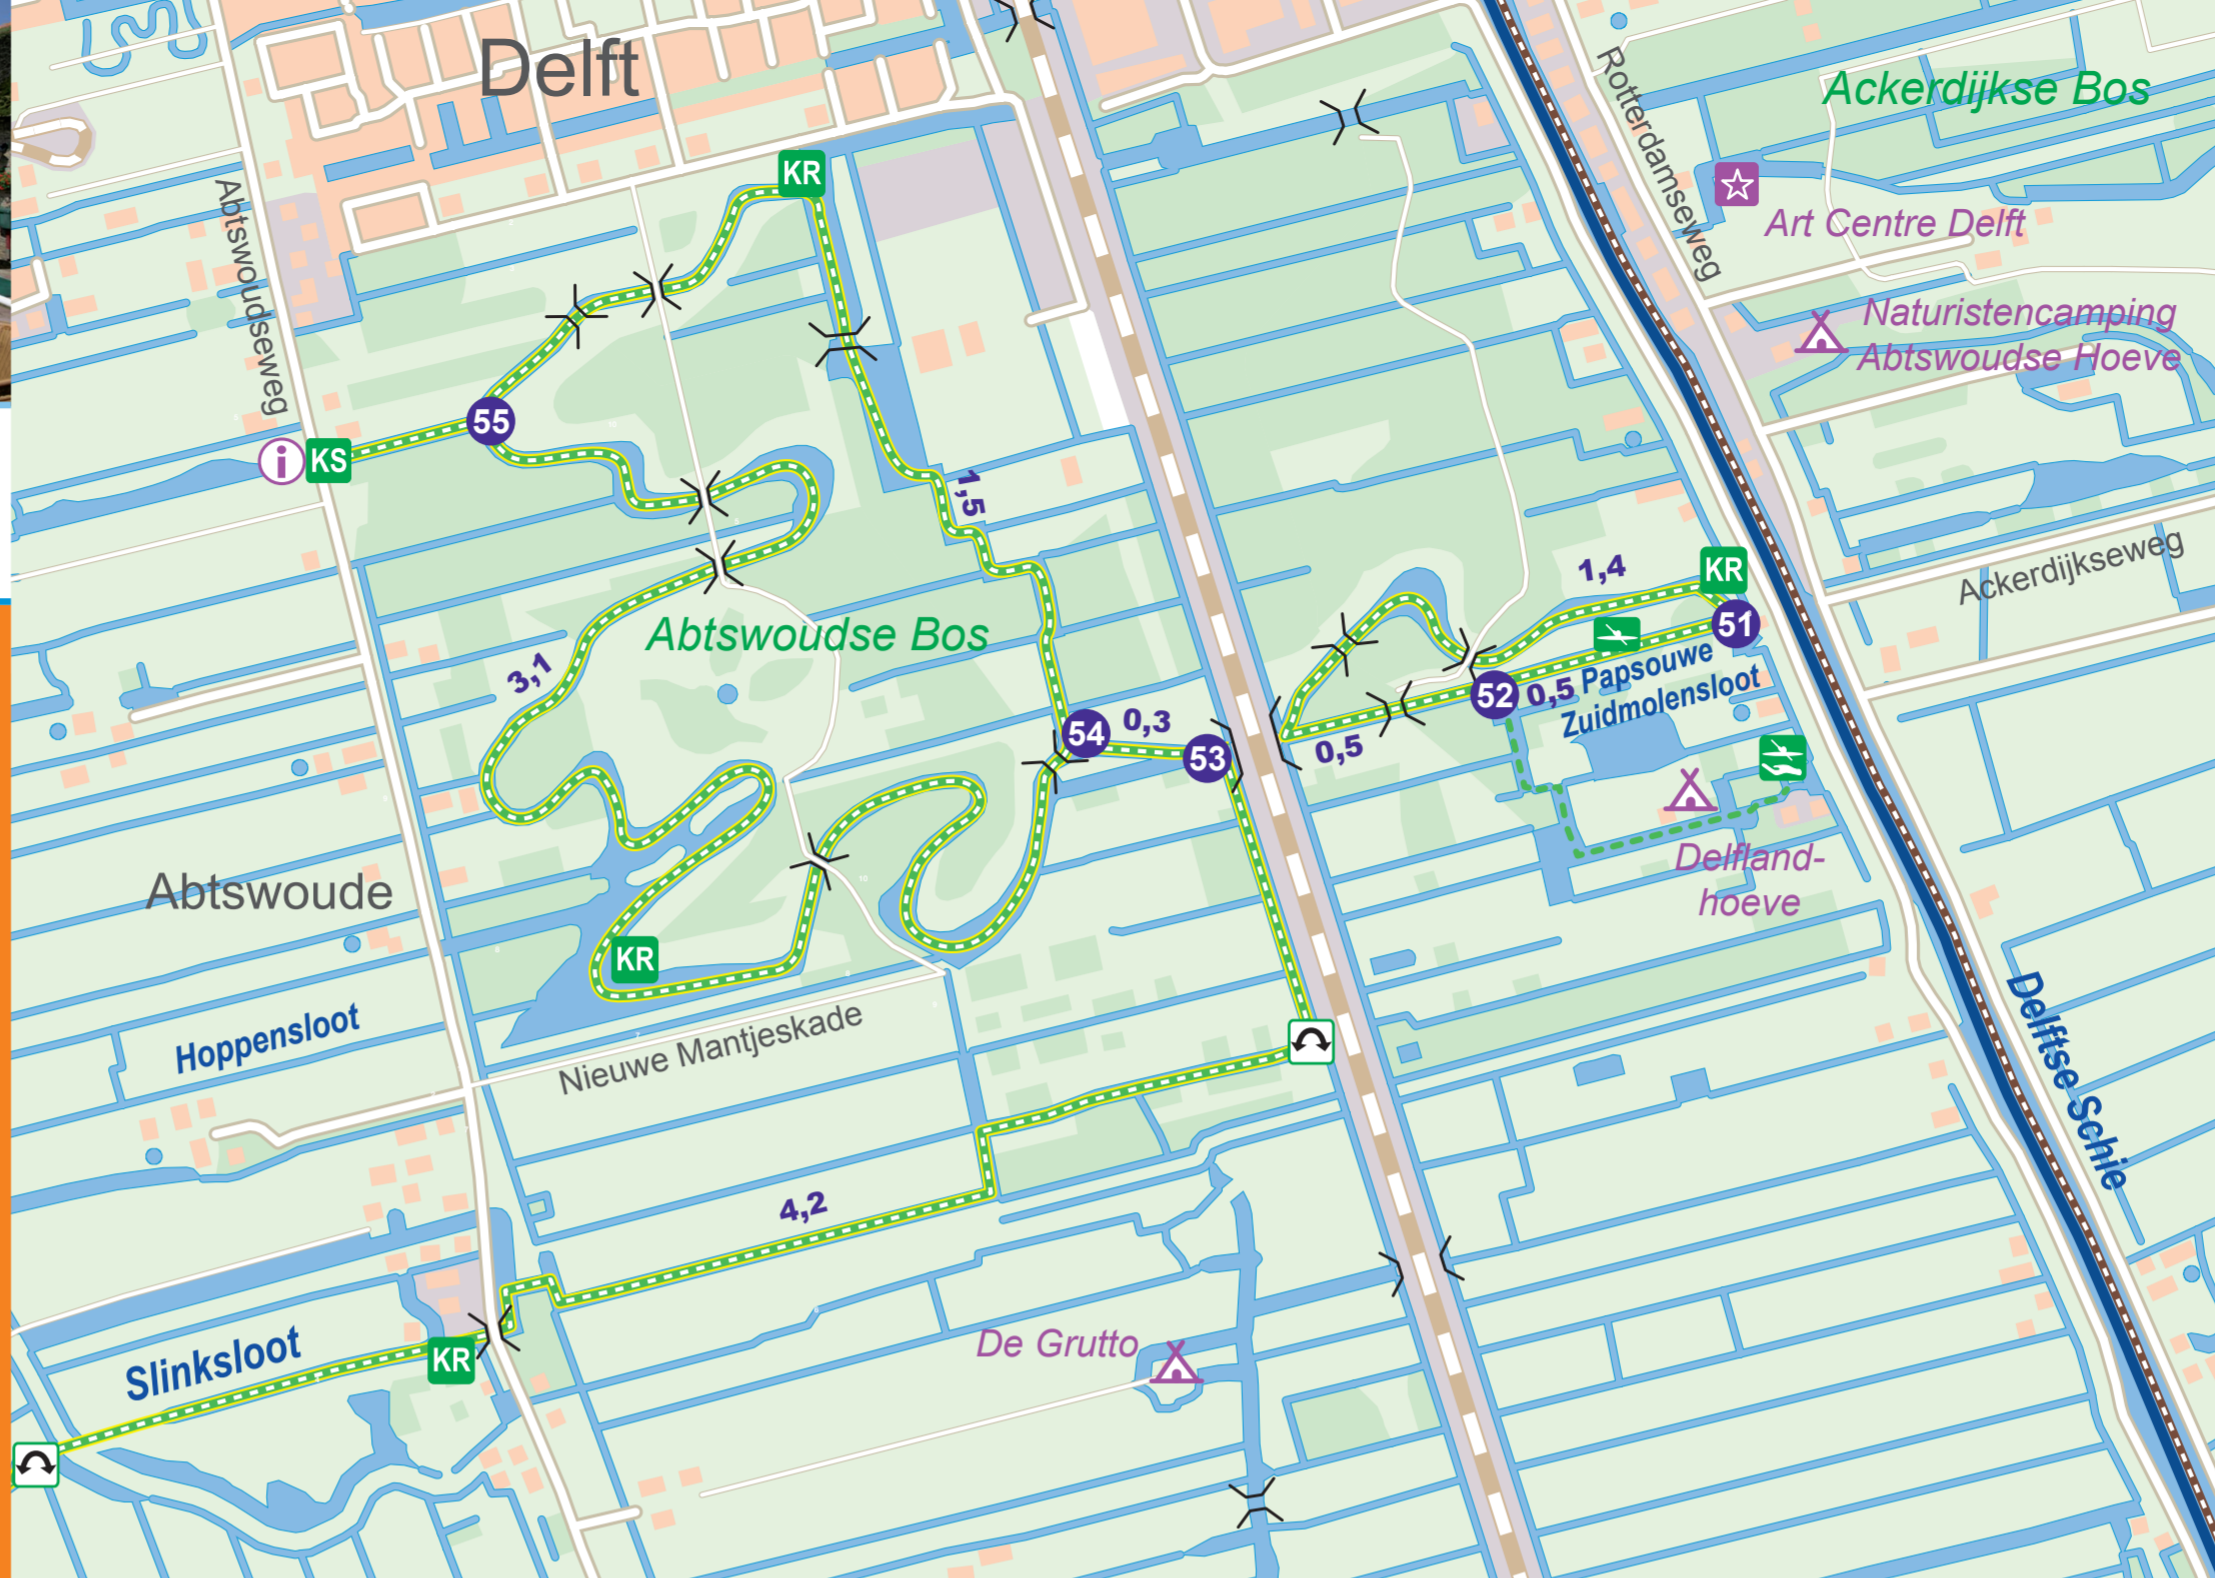 Delft
Ackerdijkse Bos
Rotterdamseweg
KR
Abtswoudseweg
Art Centre Delft
Naturistencamping
Abtswoudse Hoeve
55
i
KS
1,5
1,4
KR
Ackerdijkseweg
Abtswoudse Bos
51
3,1
Papsouwe
Zuidmolensloot
52
0,5
54
0,3
53
0,5
Delfland-
hoeve
Abtswoude
KR
Delftse Schie
Hoppensloot
Nieuwe Mantjeskade
4,2
De Grutto
Slinksloot
KR